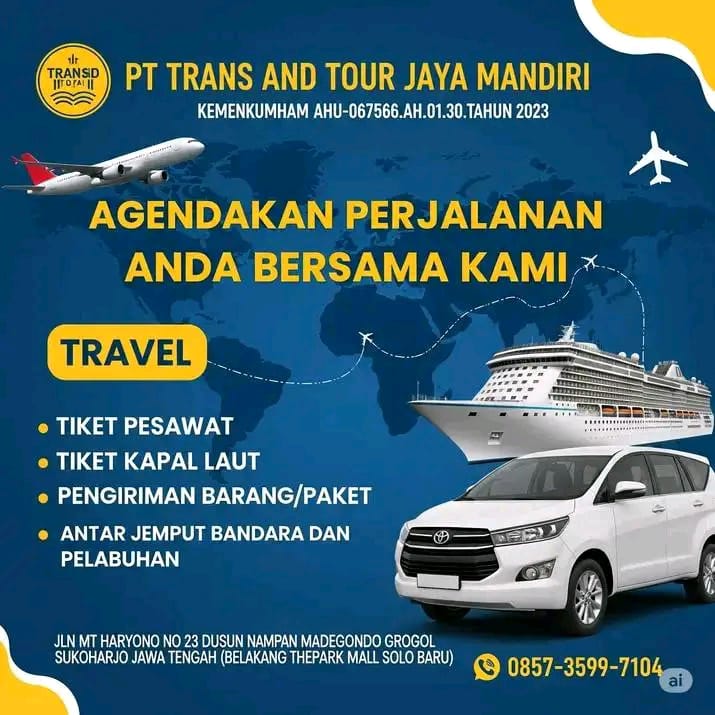 TRANSID
PT TRANS AND TOUR JAYA MANDIRI
KEMENKUMHAM AHU-067566.AH.01.30.TAHUN 2023
AGENDAKAN PERJALANAN
ANDA BERSAMA KAMI
TRAVEL
• TIKET PESAWAT
• TIKET KAPAL LAUT
• PENGIRIMAN BARANG/PAKET
• ANTAR JEMPUT BANDARA DAN
PELABUHAN
JLN MT HARYONO NO 23 DUSUN NAMPAN MADEGONDO GROGOL
SUKOHARJO JAWA TENGAH (BELAKANG THEPARK MALL SOLO BARU)
0857-3599-7104
ai